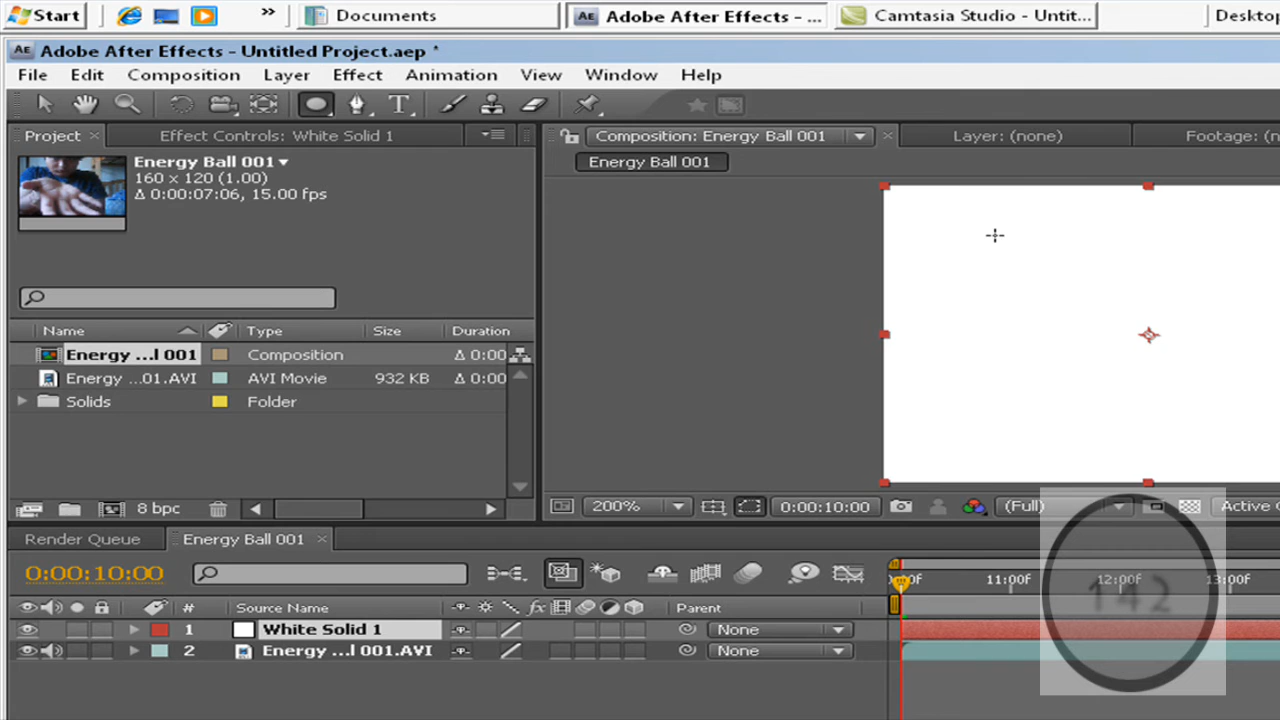 Start
»
Documents
AE Adobe After Effects - ...
Camtasia Studio - Untit...
Desktop
AE Adobe After Effects - Untitled Project.aep *
File Edit Composition Layer Effect Animation View Window Help
T
Project × Effect Controls: White Solid 1
Composition: Energy Ball 001 × Layer: (none) Footage: (n
Energy Ball 001
Energy Ball 001
160 x 120 (1.00)
Δ 0:00:07:06, 15.00 fps
Name Type Size Duration
Energy ...l 001 Composition Δ 0:00
Energy ...01.AVI AVI Movie 932 KB Δ 0:00
Solids Folder
8 bpc
200% 0:00:10:00 (Full) Active C
Render Queue Energy Ball 001 ×
0:00:10:00
11:00f 12:00f 13:00f
# Source Name fx Parent
1 White Solid 1 None
2 Energy ...l 001.AVI None
142